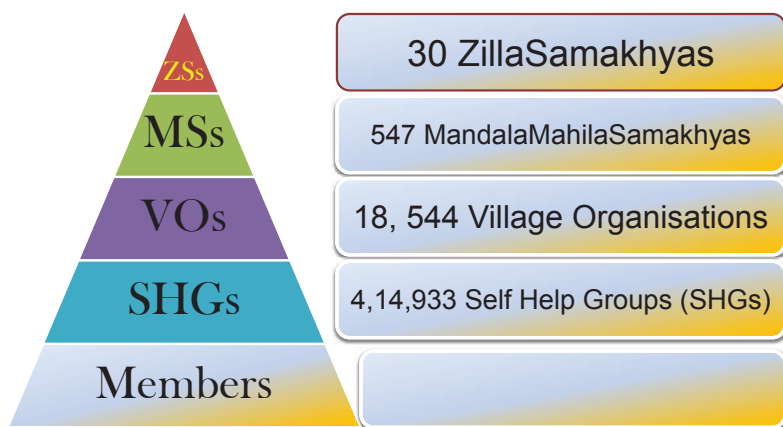 ZSs
30 ZillaSamakhyas
MSs
547 MandalaMahilaSamakhyas
VOs
18, 544 Village Organisations
SHGs
4,14,933 Self Help Groups (SHGs)
Members